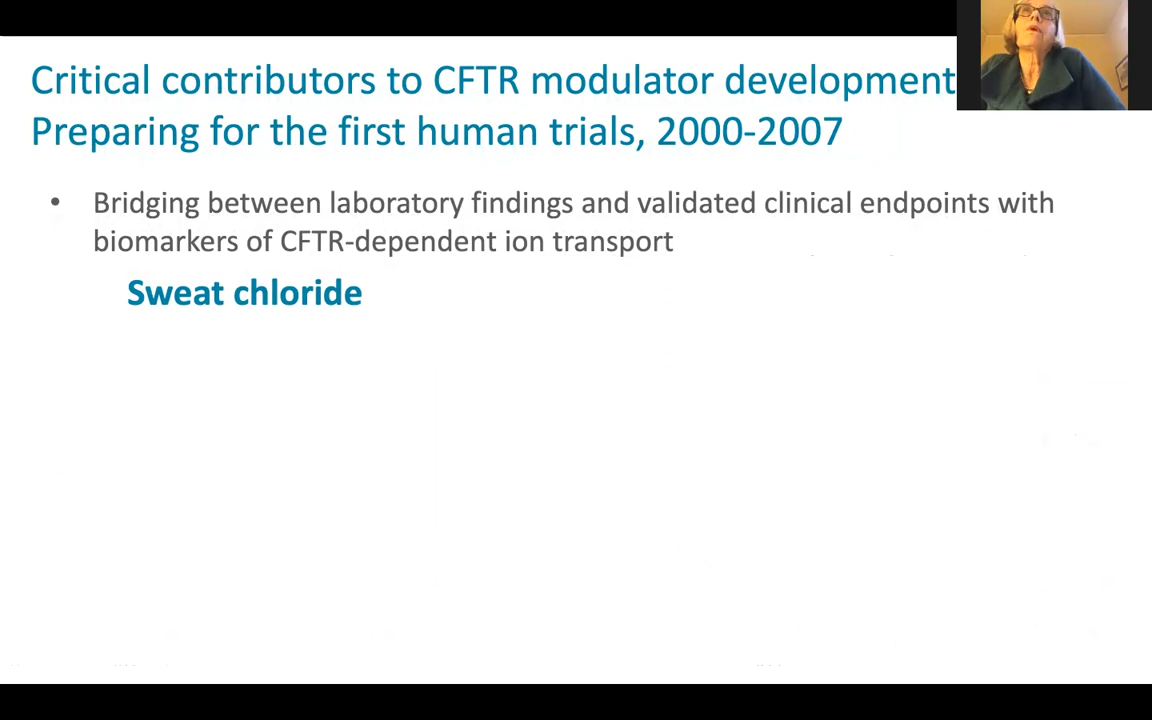 Critical contributors to CFTR modulator development
Preparing for the first human trials, 2000-2007
• Bridging between laboratory findings and validated clinical endpoints with
biomarkers of CFTR-dependent ion transport
Sweat chloride